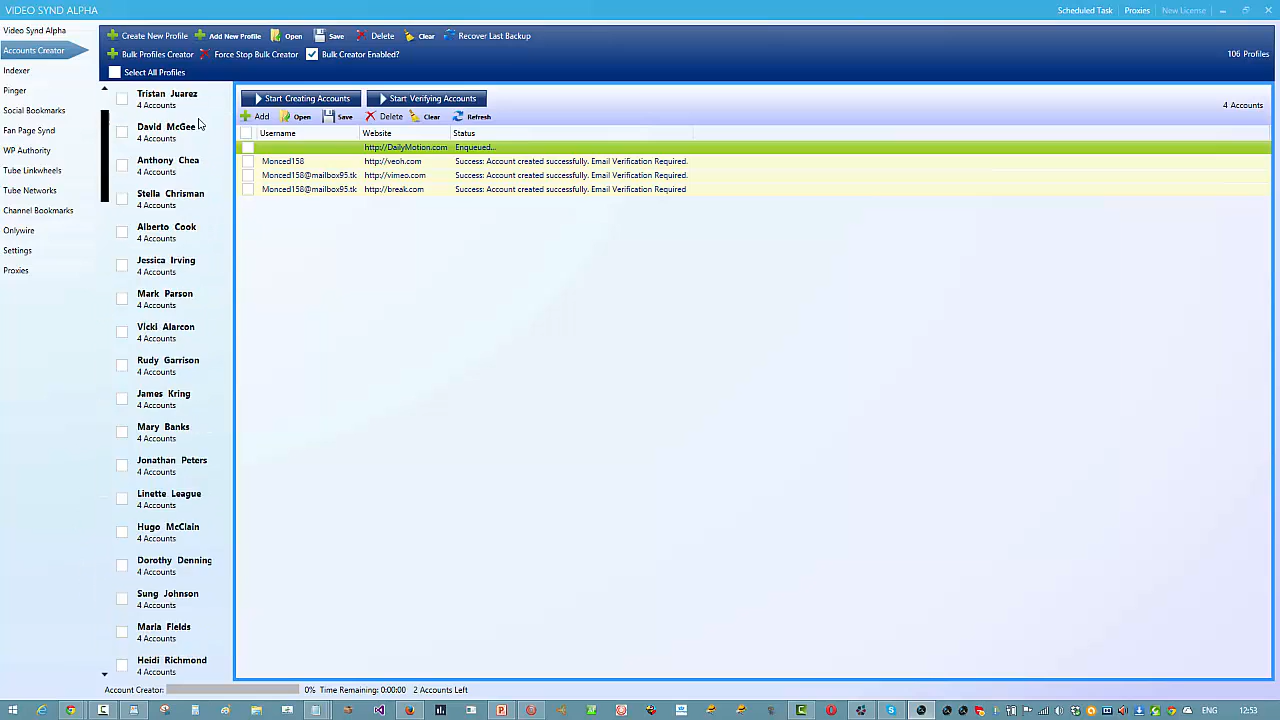 VIDEO SYND ALPHA
Scheduled Task Proxies New License
Video Synd Alpha
Accounts Creator
Indexer
Pinger
Social Bookmarks
Fan Page Synd
WP Authority
Tube Linkwheels
Tube Networks
Channel Bookmarks
Onlywire
Settings
Proxies
Create New Profile Add New Profile Open Save Delete Clear Recover Last Backup
Bulk Profiles Creator Force Stop Bulk Creator Bulk Creator Enabled? 106 Profiles
Select All Profiles
Tristan Juarez
4 Accounts
David McGee
4 Accounts
Anthony Chea
4 Accounts
Stella Chrisman
4 Accounts
Alberto Cook
4 Accounts
Jessica Irving
4 Accounts
Mark Parson
4 Accounts
Vicki Alarcon
4 Accounts
Rudy Garrison
4 Accounts
James Kring
4 Accounts
Mary Banks
4 Accounts
Jonathan Peters
4 Accounts
Linette League
4 Accounts
Hugo McClain
4 Accounts
Dorothy Denning
4 Accounts
Sung Johnson
4 Accounts
Marla Fields
4 Accounts
Heidi Richmond
4 Accounts
Start Creating Accounts Start Verifying Accounts 4 Accounts
Add Open Save Delete Clear Refresh
Username Website Status
http://DailyMotion.com Enqueued...
Monced158 http://veoh.com Success: Account created successfully. Email Verification Required.
Monced158@mailbox95.tk http://vimeo.com Success: Account created successfully. Email Verification Required.
Monced158@mailbox95.tk http://break.com Success: Account created successfully. Email Verification Required
Account Creator: 0% Time Remaining: 0:00:00 2 Accounts Left
ENG 12:53